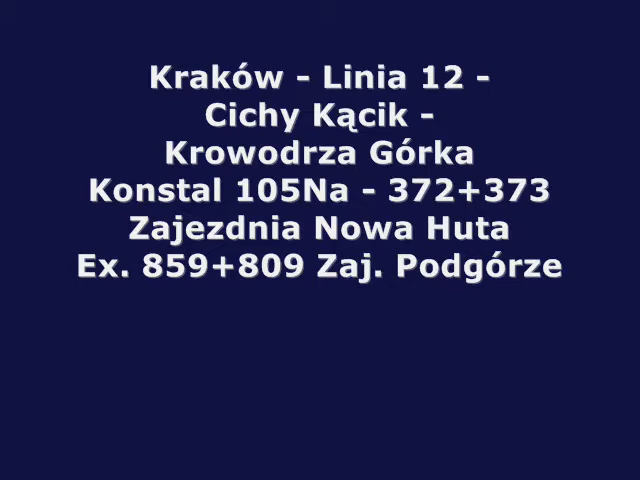 Kraków - Linia 12 -
Cichy Kącik -
Krowodrza Górka
Konstal 105Na - 372+373
Zajezdnia Nowa Huta
Ex. 859+809 Zaj. Podgórze